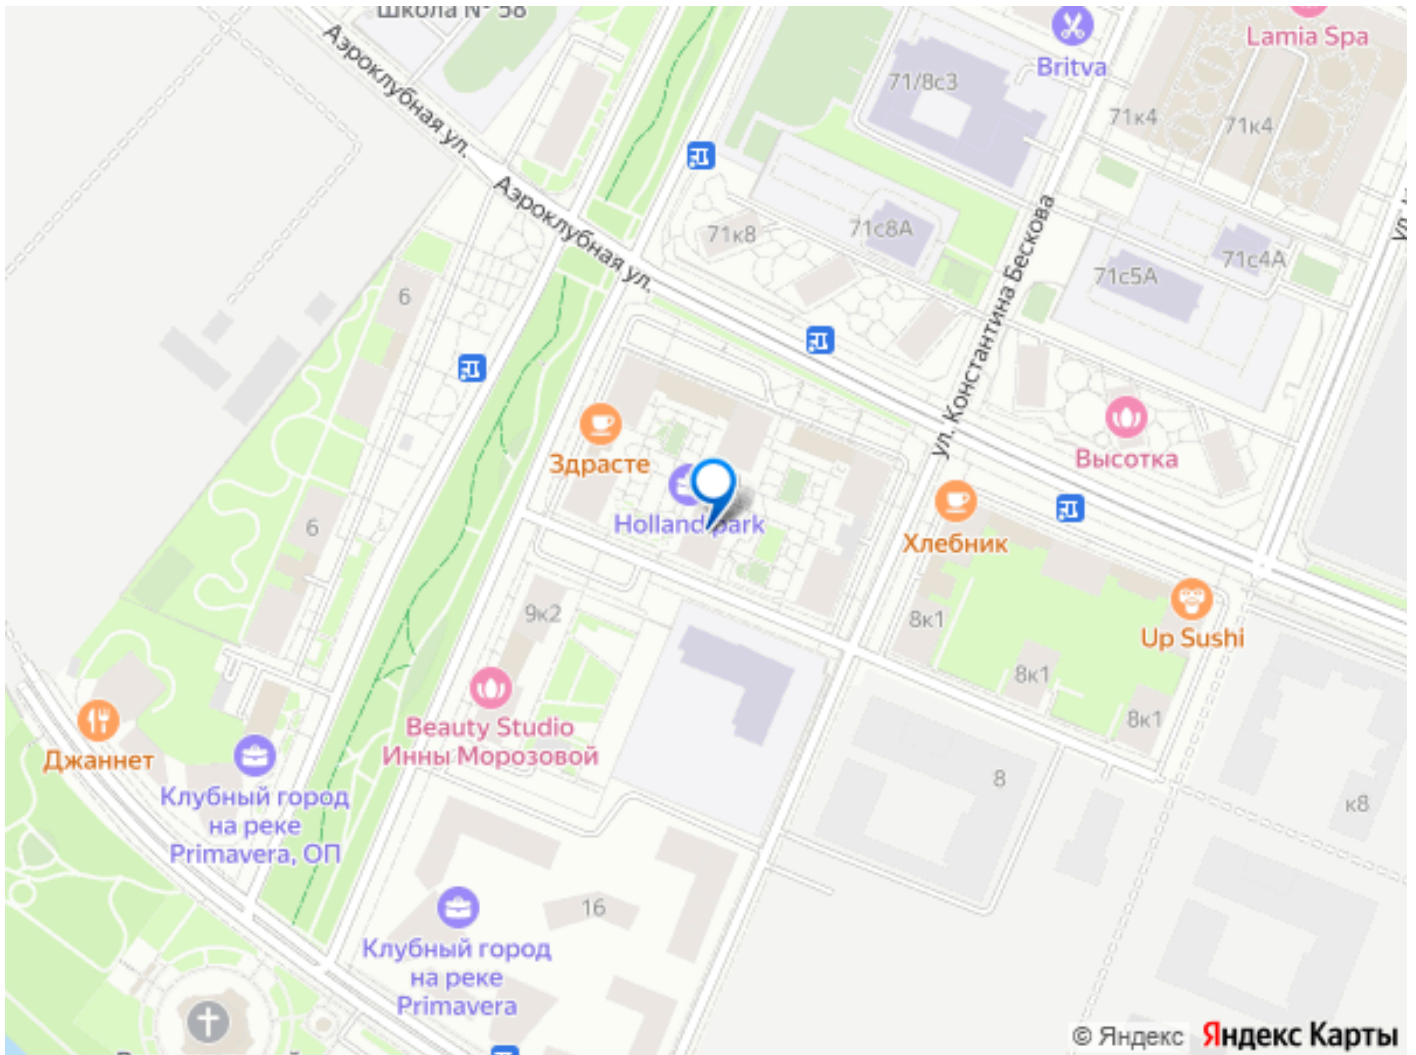 Школа № 58
Аэроклубная ул.
Аэроклубная ул.
Britva
Lamia Spa
71/8с3
71к4
71к4
71к8
71с8А
71с5А
71с4А
ул. Константина Бескова
6
Здрасте
Holland park
Высотка
Хлебник
6
9к2
8к1
Up Sushi
8к1
8к1
Beauty Studio
Инны Морозовой
Джаннет
Клубный город
на реке
Primavera, ОП
8
к8
16
Клубный город
на реке
Primavera
© Яндекс
Яндекс Карты